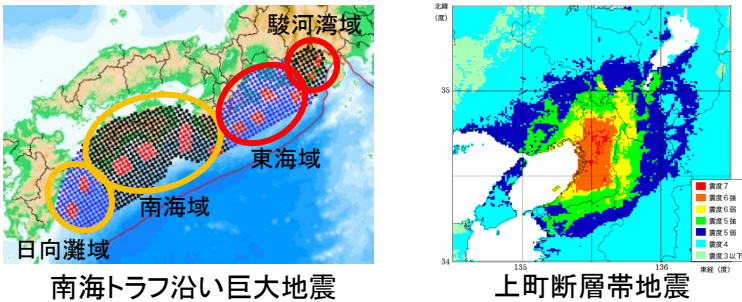 駿河湾域
東海域
南海域
日向灘域
南海トラフ沿い巨大地震
北緯
(度)
35
34
135
136
東経（度）
震度７
震度６強
震度６弱
震度５強
震度５弱
震度４
震度３以下
上町断層帯地震